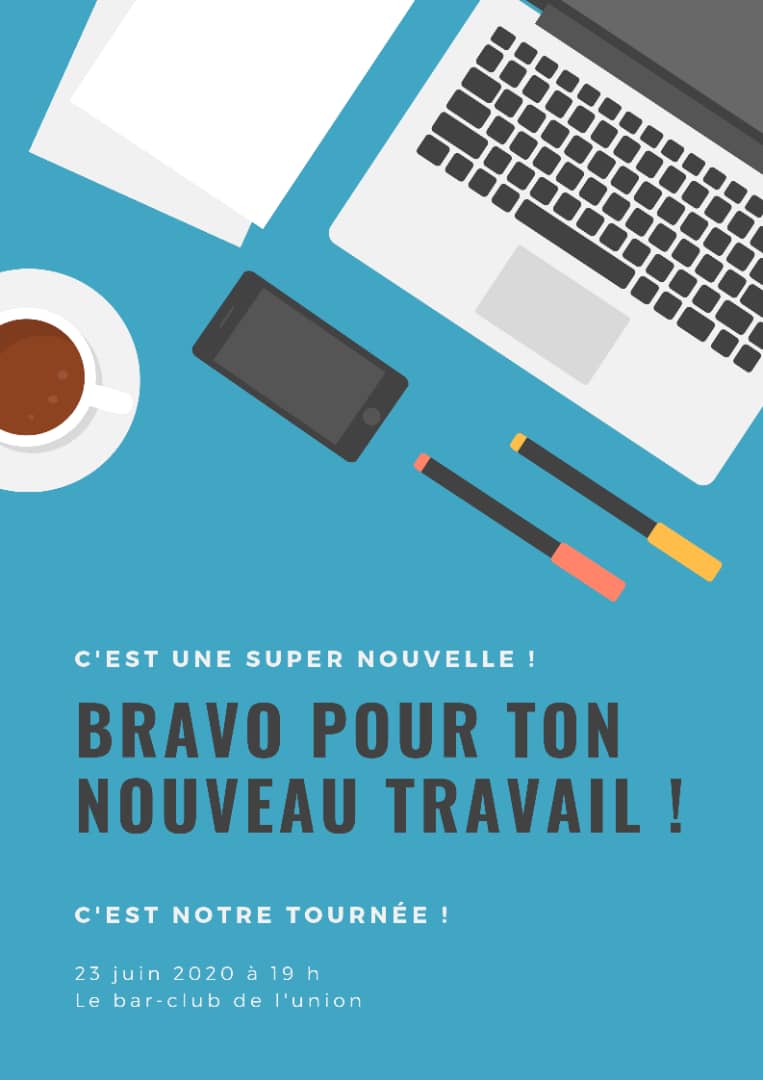 C'EST UNE SUPER NOUVELLE !
BRAVO POUR TON
NOUVEAU TRAVAIL !
C'EST NOTRE TOURNÉE !
23 juin 2020 à 19 h
Le bar-club de l'union